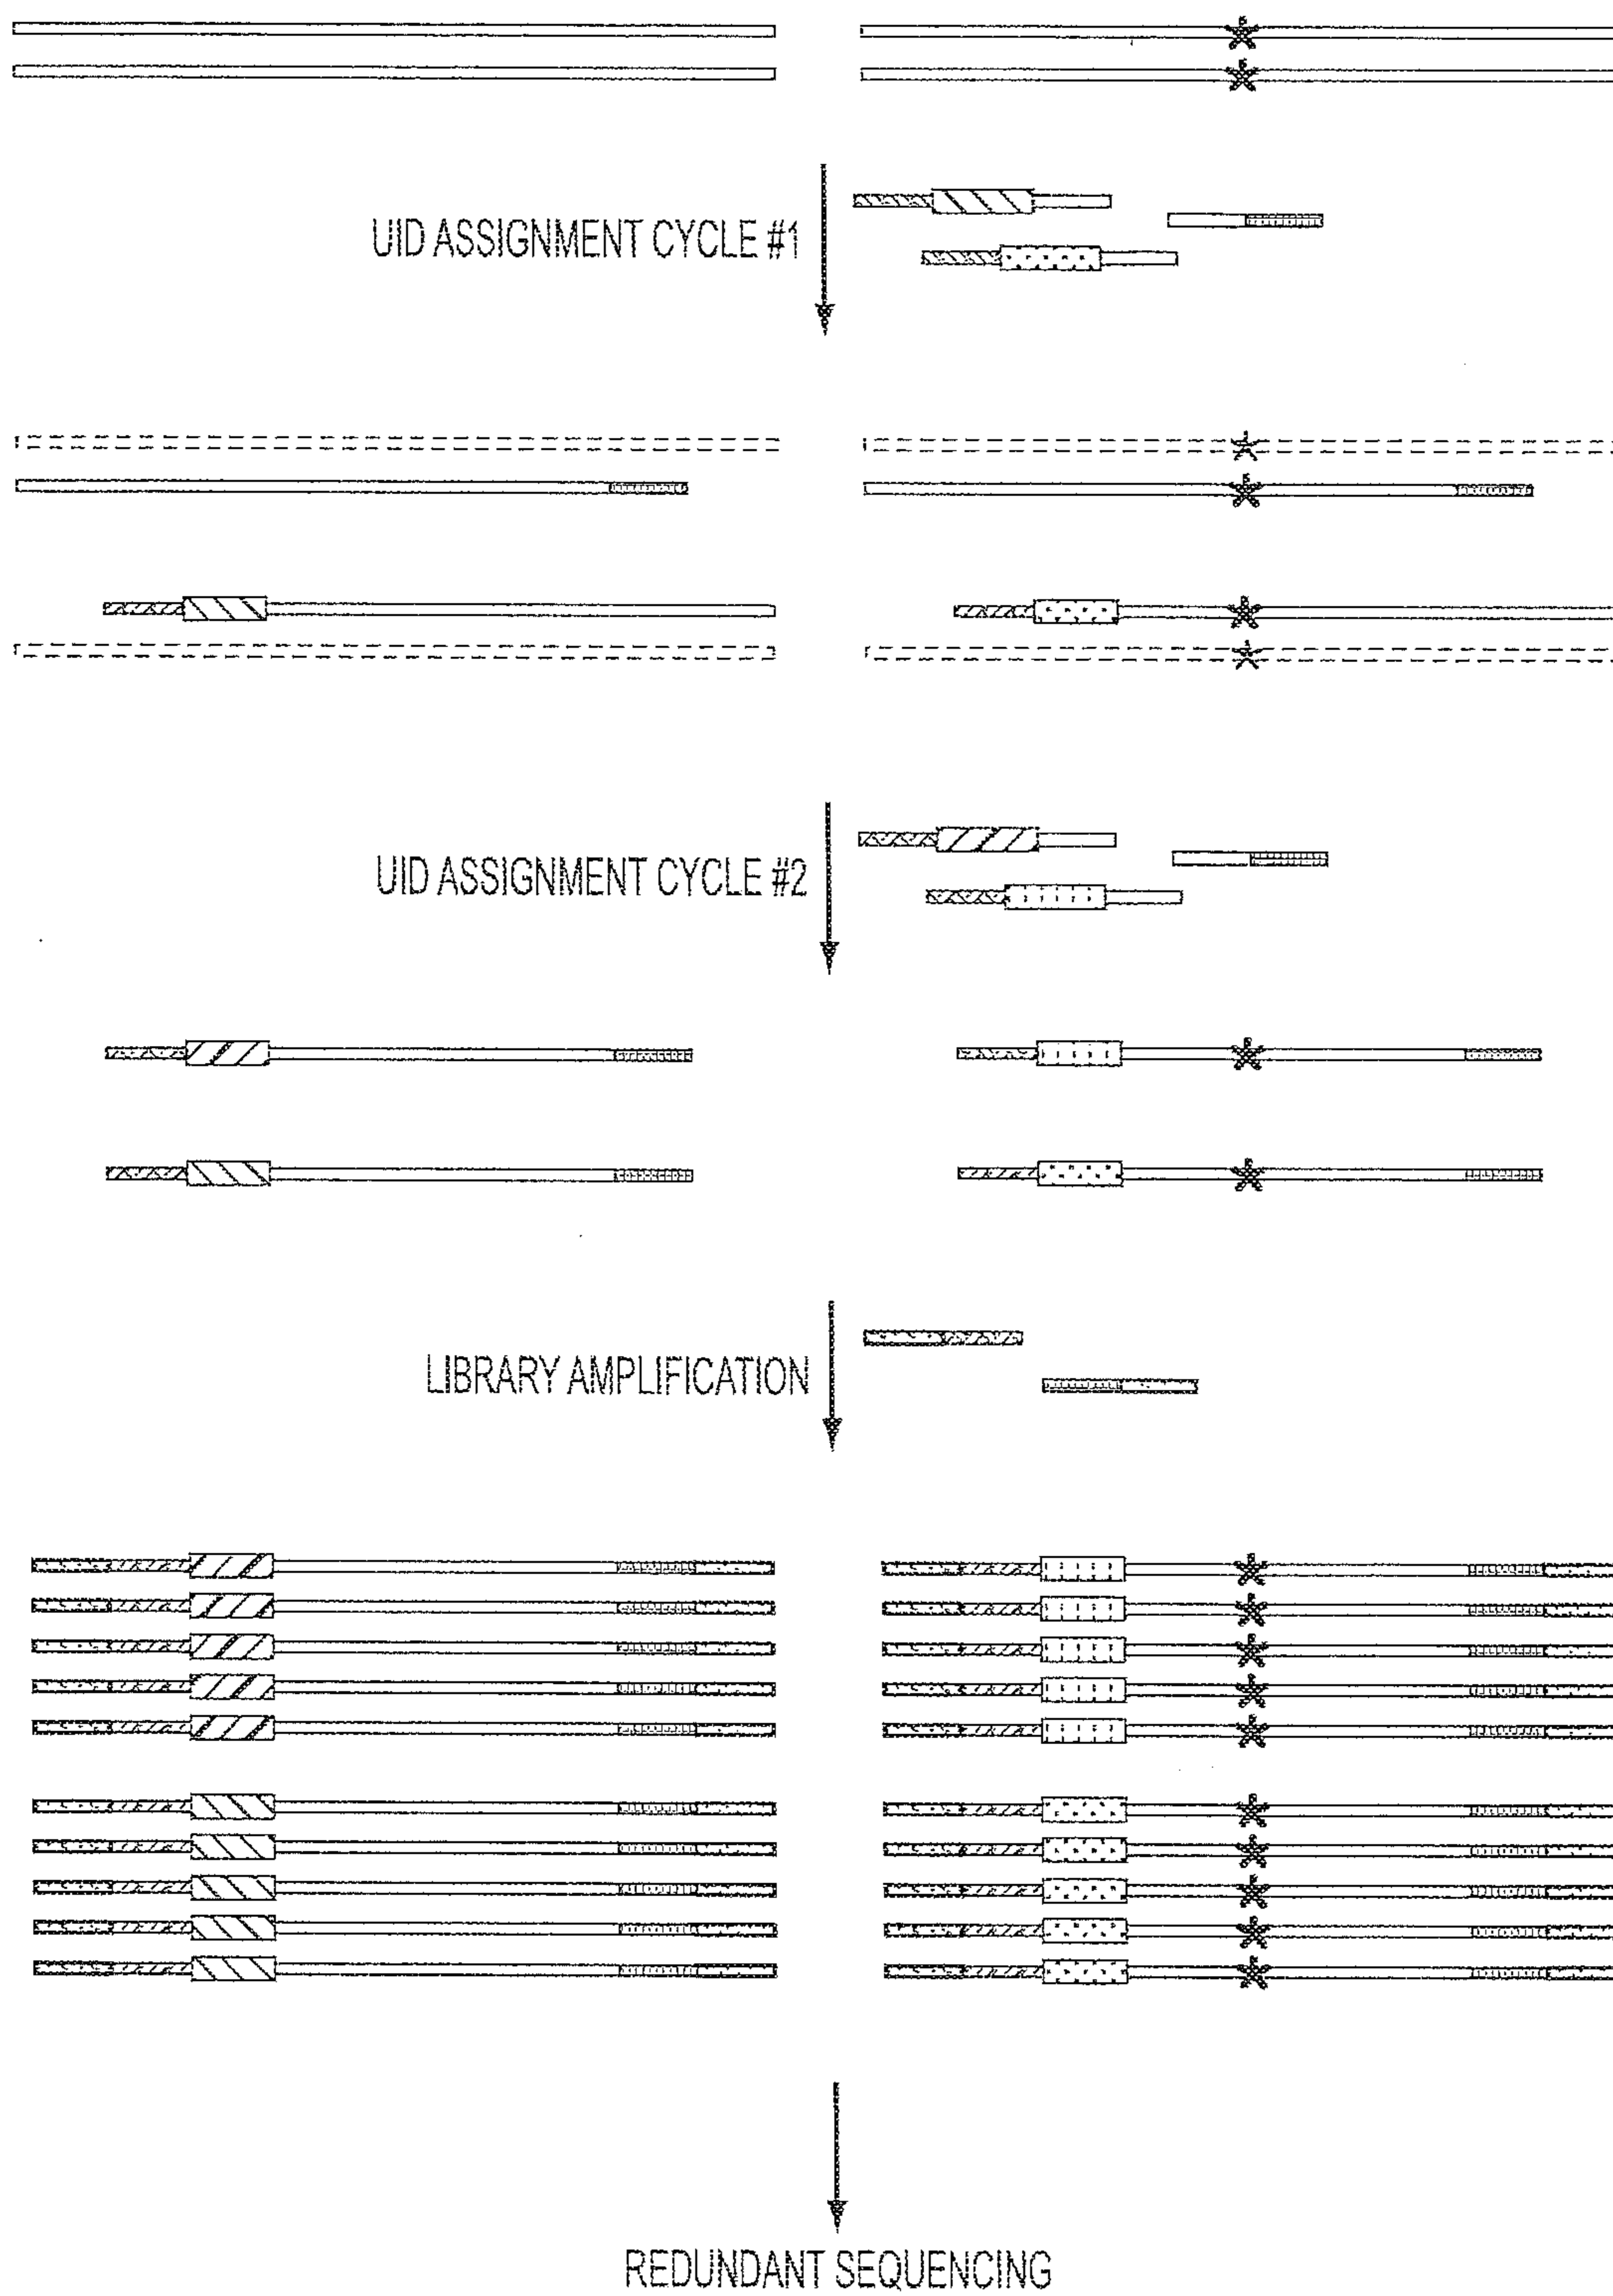 UID ASSIGNMENT CYCLE #1
UID ASSIGNMENT CYCLE #2
LIBRARY AMPLIFICATION
REDUNDANT SEQUENCING